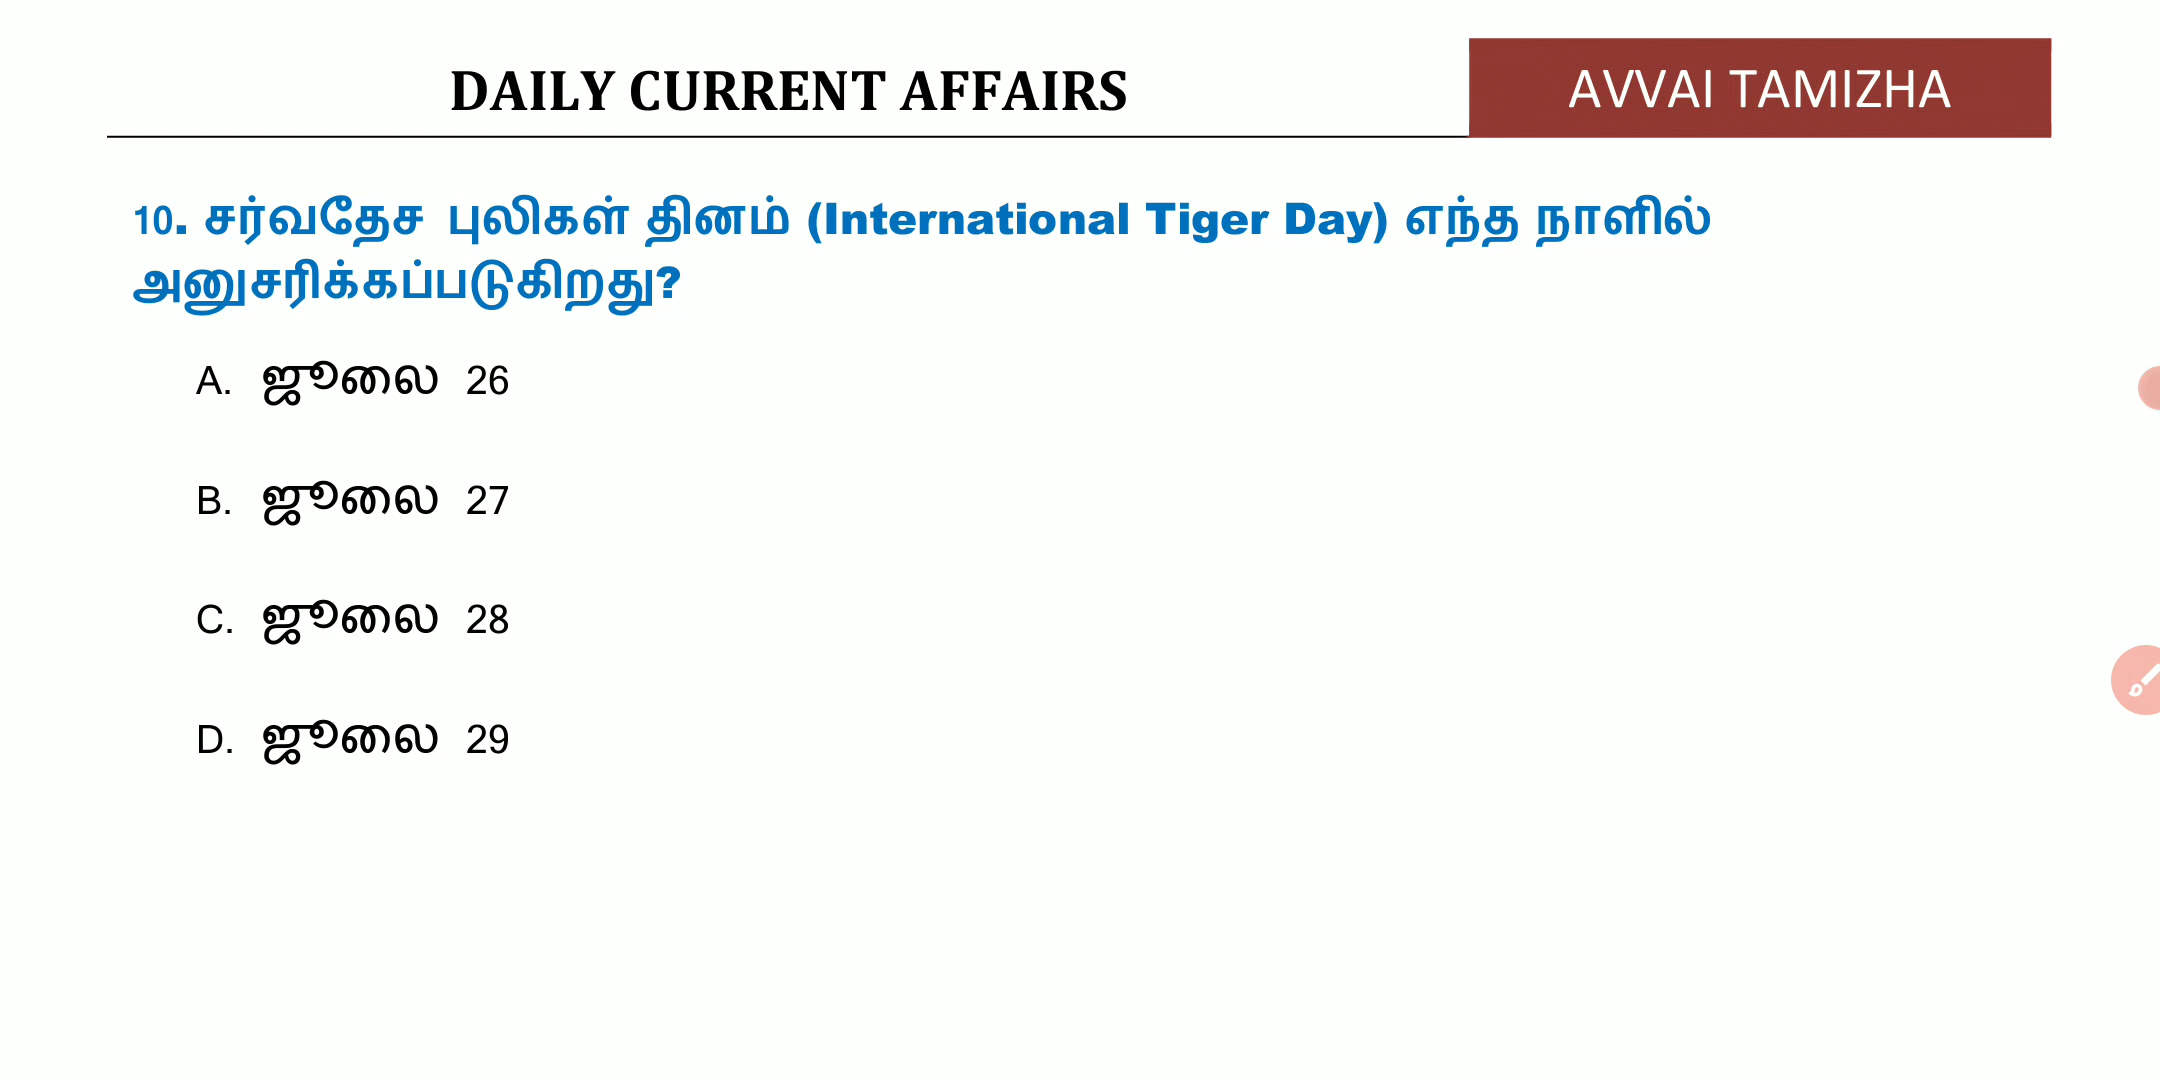 DAILY CURRENT AFFAIRS
AVVAI TAMIZHA
10. சர்வதேச புலிகள் தினம் (International Tiger Day) எந்த நாளில்
அனுசரிக்கப்படுகிறது?
A. ஜூலை 26
B. ஜூலை 27
C. ஜூலை 28
D. ஜூலை 29